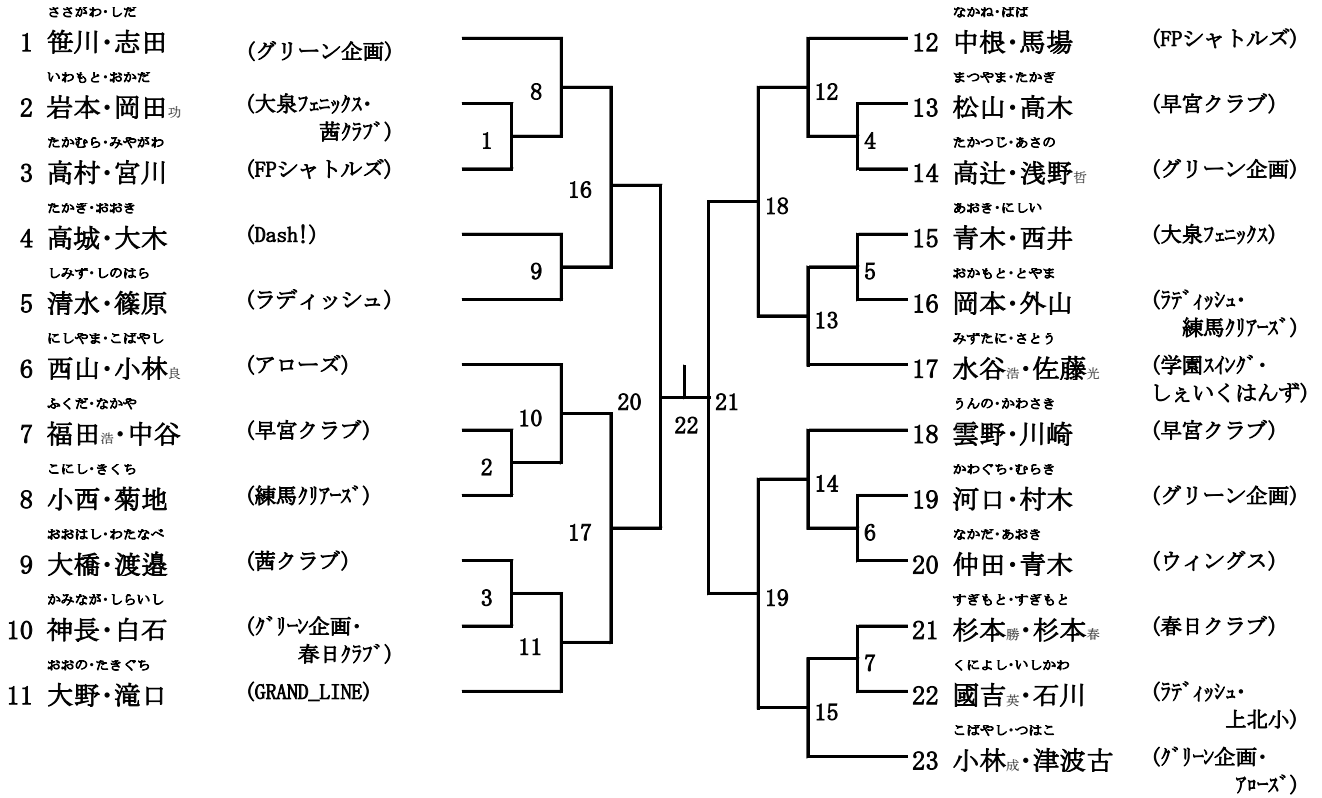 ささがわ・しだ
1 笹川・志田 (グリーン企画)
いわもと・おかだ
2 岩本・岡田功 (大泉フェニックス・
茜クラブ)
たかむら・みやがわ
3 高村・宮川 (FPシャトルズ)
たかぎ・おおき
4 高城・大木 (Dash!)
しみず・しのはら
5 清水・篠原 (ラディッシュ)
にしやま・こばやし
6 西山・小林良 (アローズ)
ふくだ・なかや
7 福田浩・中谷 (早宮クラブ)
こにし・きくち
8 小西・菊地 (練馬クリアーズ)
おおはし・わたなべ
9 大橋・渡邉 (茜クラブ)
かみなが・しらいし
10 神長・白石 (グリーン企画・
春日クラブ)
おおの・たきぐち
11 大野・滝口 (GRAND_LINE)
8
1
16
9
20
10
2
17
3
11
22
21
12
4
18
5
13
14
6
19
7
15
なかね・ばば
12 中根・馬場 (FPシャトルズ)
まつやま・たかぎ
13 松山・高木 (早宮クラブ)
たかつじ・あさの
14 高辻・浅野哲 (グリーン企画)
あおき・にしい
15 青木・西井 (大泉フェニックス)
おかもと・とやま
16 岡本・外山 (ラディッシュ・
練馬クリアーズ)
みずたに・さとう
17 水谷浩・佐藤光 (学園スイング・
しぇいくはんず)
うんの・かわさき
18 雲野・川崎 (早宮クラブ)
かわぐち・むらき
19 河口・村木 (グリーン企画)
なかだ・あおき
20 仲田・青木 (ウィングス)
すぎもと・すぎもと
21 杉本勝・杉本春 (春日クラブ)
くによし・いしかわ
22 國吉英・石川 (ラディッシュ・
上北小)
こばやし・つはこ
23 小林成・津波古 (グリーン企画・
アローズ)